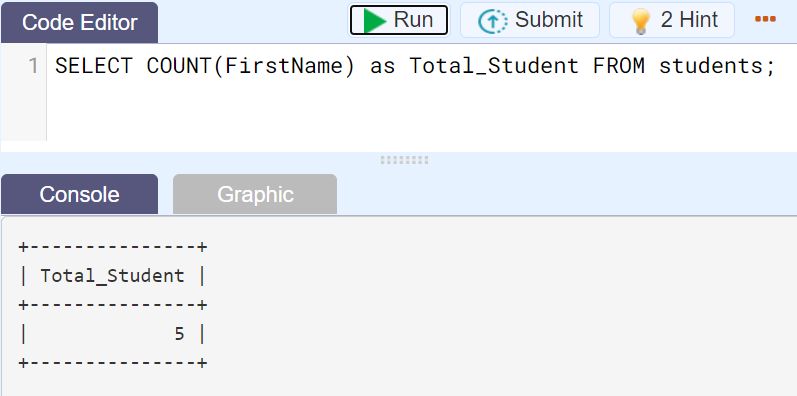 Code Editor Run Submit 2 Hint
1 SELECT COUNT(FirstName) as Total_Student FROM students;
Console Graphic
+---------------+
| Total_Student |
+---------------+
|             5 |
+---------------+